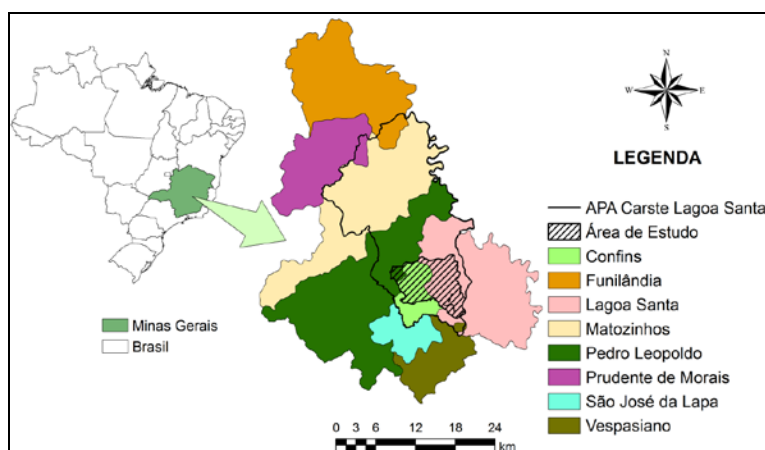 N
W E
S
LEGENDA
APA Carste Lagoa Santa
Área de Estudo
Confins
Funilândia
Lagoa Santa
Matozinhos
Pedro Leopoldo
Prudente de Morais
São José da Lapa
Vespasiano
Minas Gerais
Brasil
0 3 6 12 18 24
km